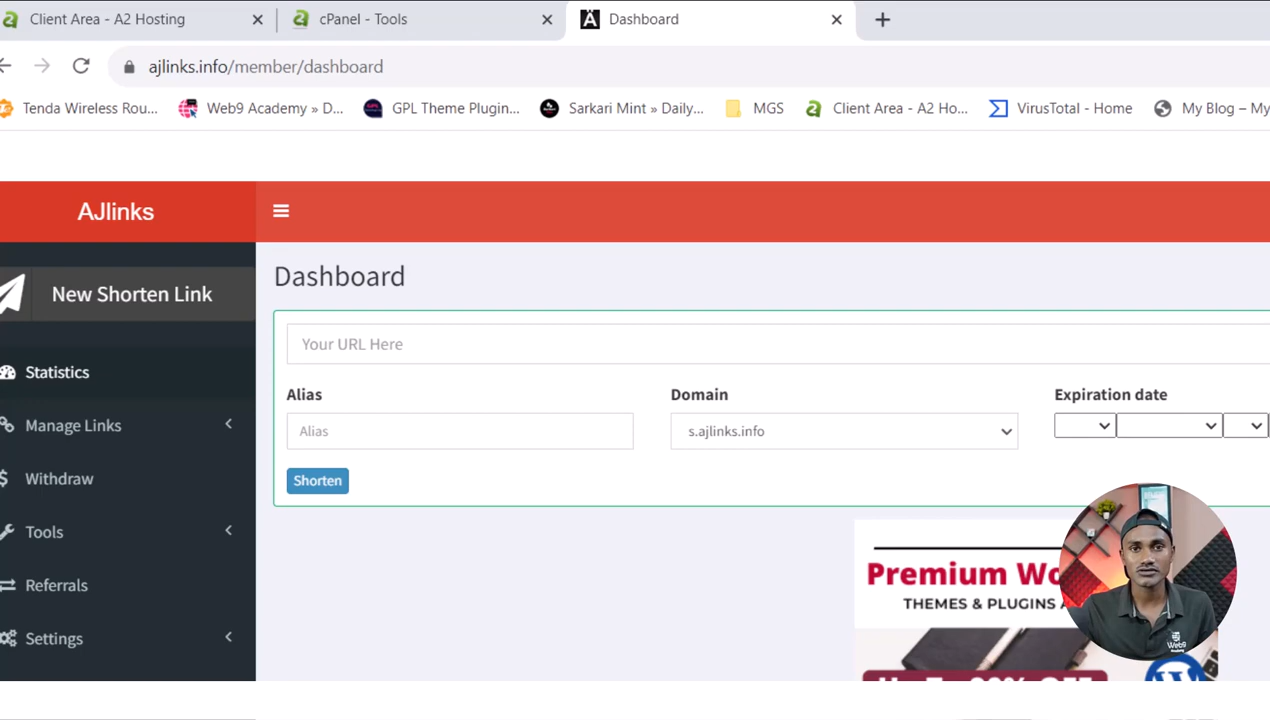 Client Area - A2 Hosting
cPanel - Tools
Dashboard
ajlinks.info/member/dashboard
Tenda Wireless Rou... Web9 Academy » D... GPL Theme Plugin... Sarkari Mint » Daily... MGS Client Area - A2 Ho... VirusTotal - Home My Blog – My
AJlinks
New Shorten Link
Statistics
Manage Links
Withdraw
Tools
Referrals
Settings
Dashboard
Your URL Here
Alias
Alias
Domain
s.ajlinks.info
Expiration date
Shorten
Premium Wo
THEMES & PLUGINS A
Web9